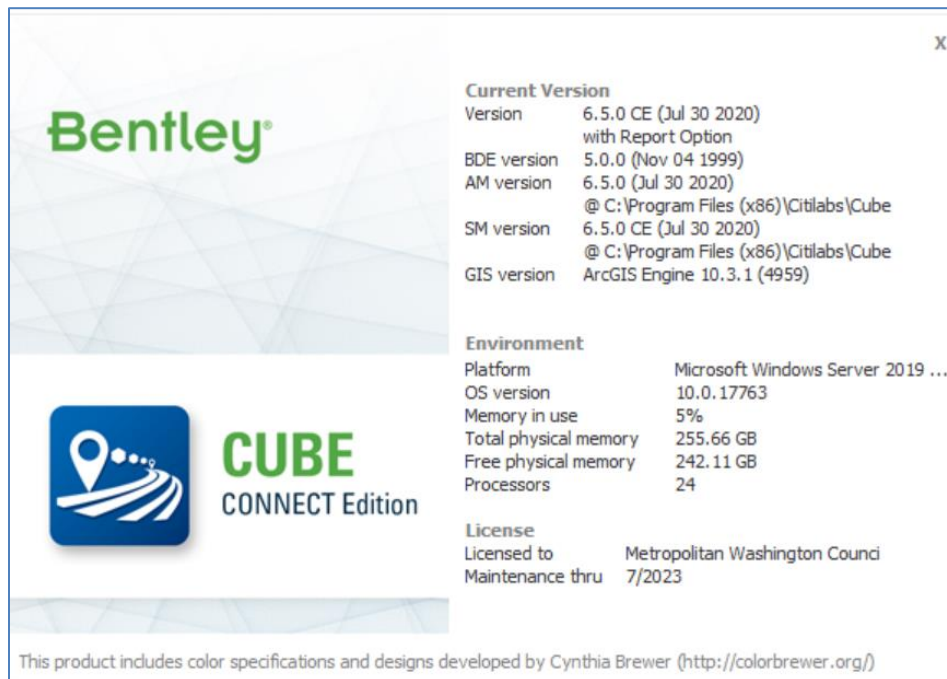 X
Bentley®
Current Version
Version 6.5.0 CE (Jul 30 2020)
with Report Option
BDE version 5.0.0 (Nov 04 1999)
AM version 6.5.0 (Jul 30 2020)
@ C:\Program Files (x86)\Citilabs\Cube
SM version 6.5.0 CE (Jul 30 2020)
@ C:\Program Files (x86)\Citilabs\Cube
GIS version ArcGIS Engine 10.3.1 (4959)
Environment
Platform Microsoft Windows Server 2019 ...
OS version 10.0.17763
Memory in use 5%
Total physical memory 255.66 GB
Free physical memory 242.11 GB
Processors 24
CUBE
CONNECT Edition
License
Licensed to Metropolitan Washington Counci
Maintenance thru 7/2023
This product includes color specifications and designs developed by Cynthia Brewer (http://colorbrewer.org/)